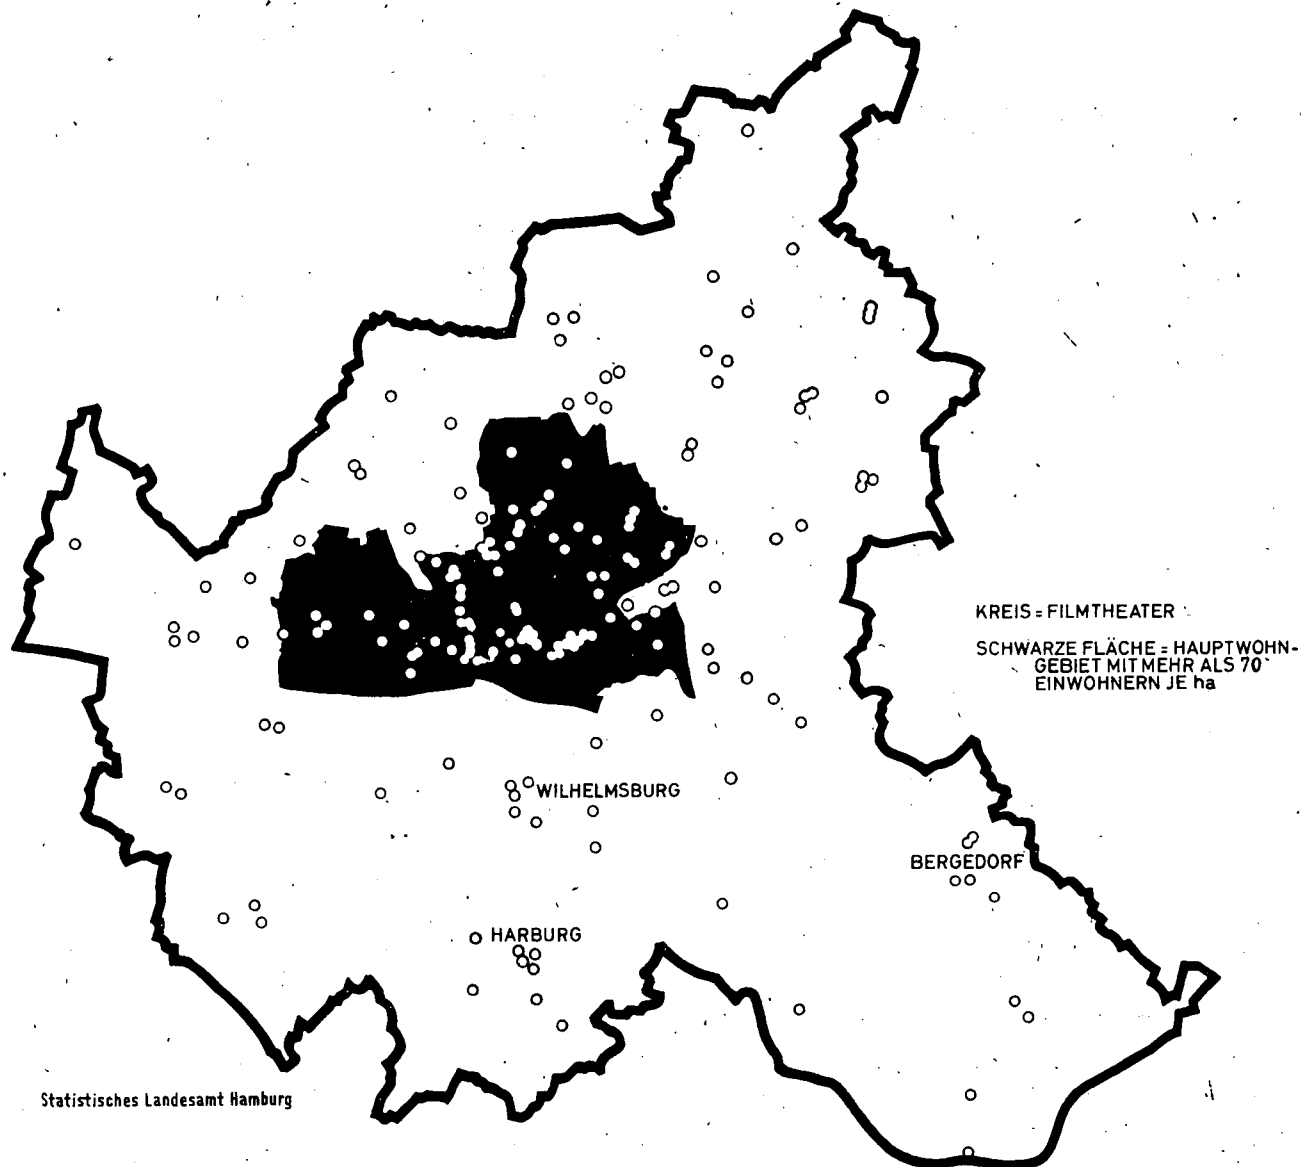 KREIS = FILMTHEATER
SCHWARZE FLÄCHE = HAUPTWOHN-
GEBIET MIT MEHR ALS 70
EINWOHNERN JE ha
WILHELMSBURG
BERGEDORF
HARBURG
Statistisches Landesamt Hamburg